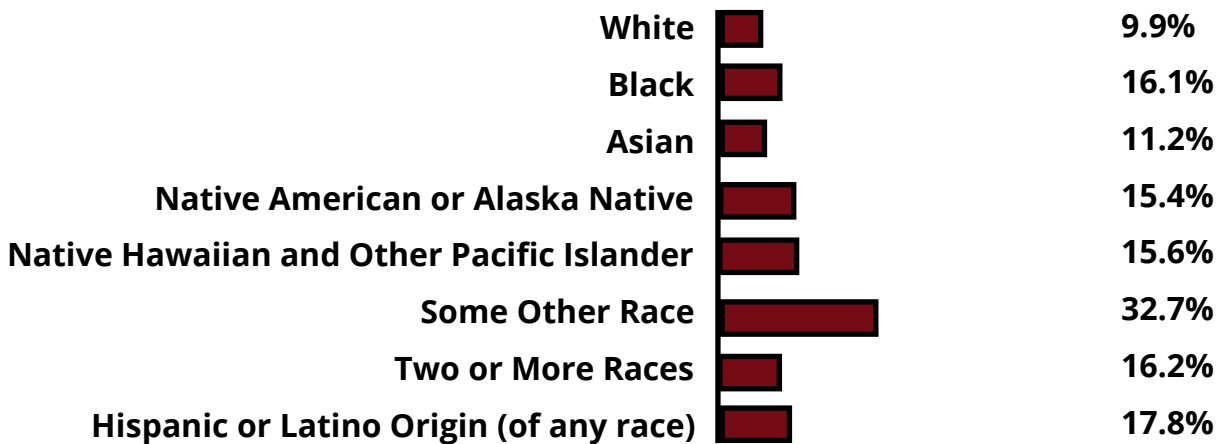 White 9.9%
Black 16.1%
Asian 11.2%
Native American or Alaska Native 15.4%
Native Hawaiian and Other Pacific Islander 15.6%
Some Other Race 32.7%
Two or More Races 16.2%
Hispanic or Latino Origin (of any race) 17.8%